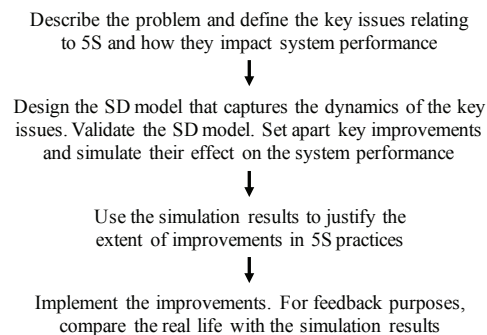 Describe the problem and define the key issues relating
to 5S and how they impact system performance
Design the SD model that captures the dynamics of the key
issues. Validate the SD model. Set apart key improvements
and simulate their effect on the system performance
Use the simulation results to justify the
extent of improvements in 5S practices
Implement the improvements. For feedback purposes,
compare the real life with the simulation results